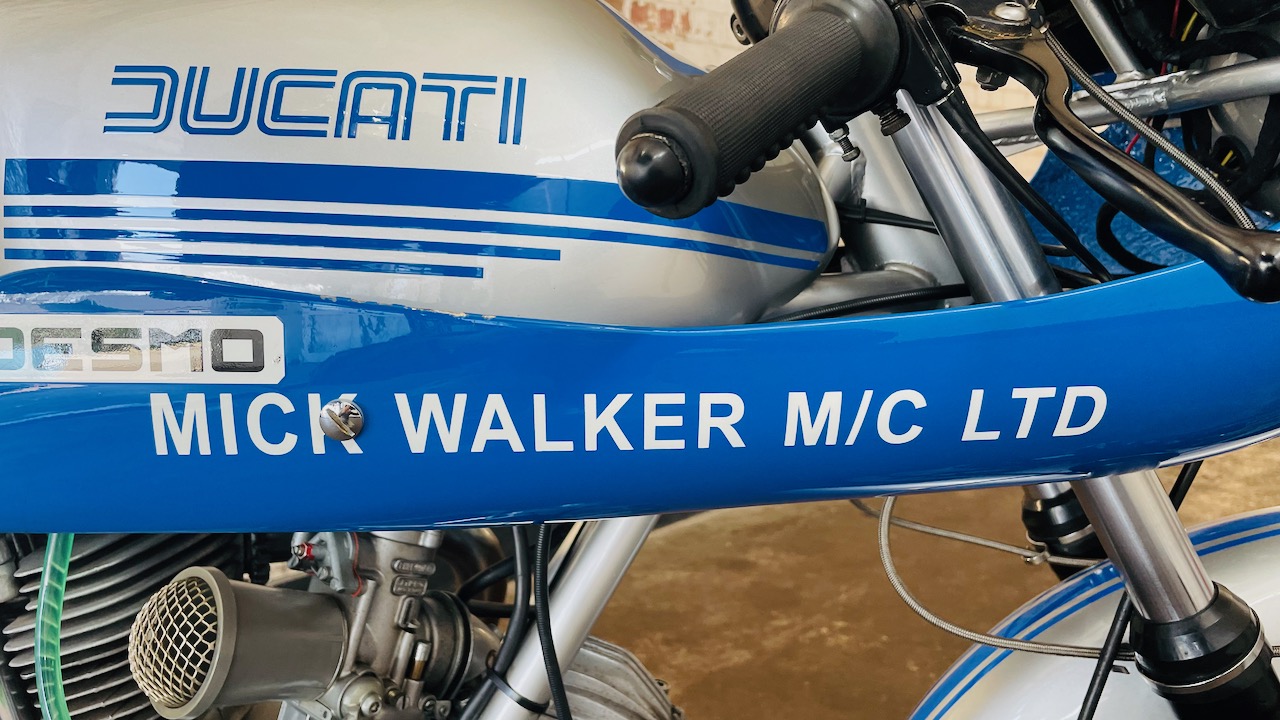 DUCATI
DESMO
MICK WALKER M/C LTD